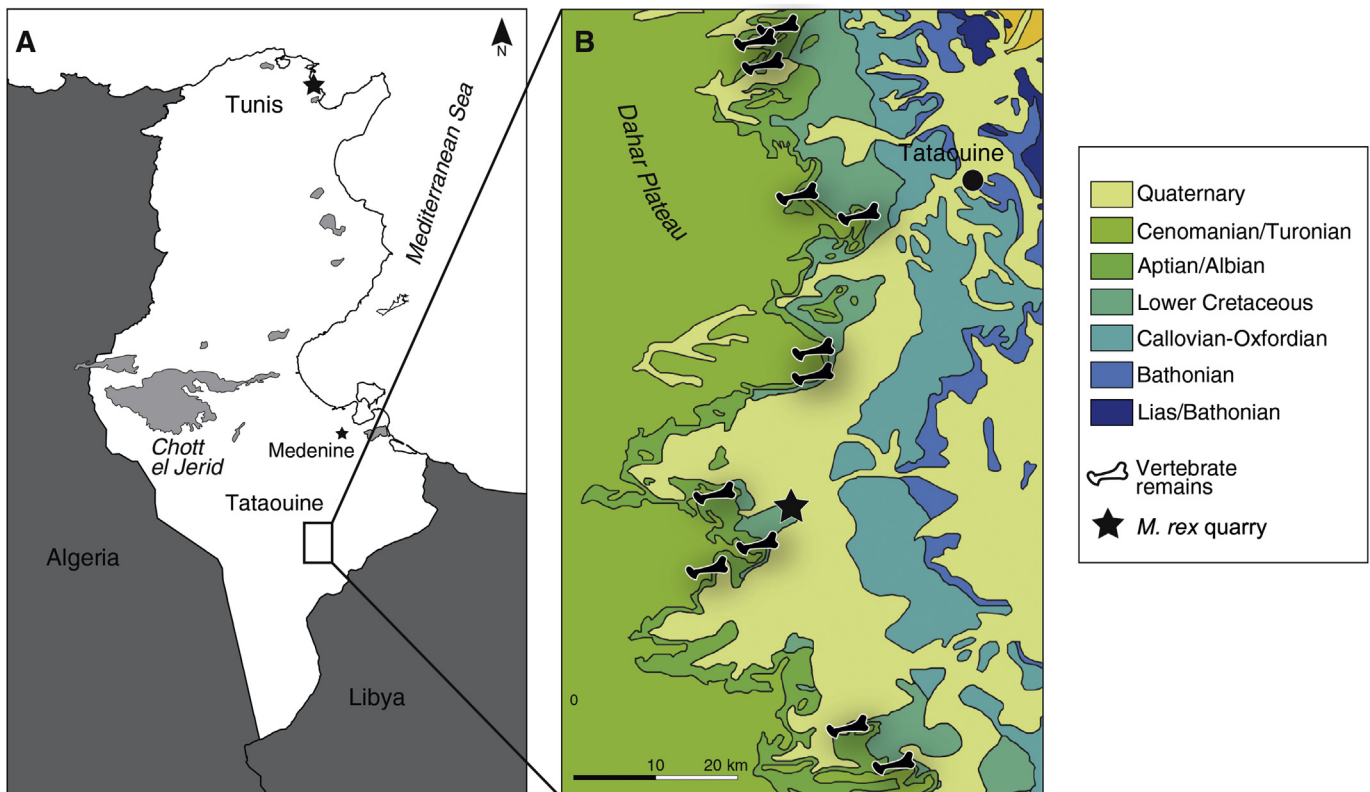 A
N
Tunis
Mediterranean Sea
Chott
el Jerid
Medenine
Tataouine
Algeria
Libya
B
Dahar Plateau
Tataouine
0
10
20 km
Quaternary
Cenomanian/Turonian
Aptian/Albian
Lower Cretaceous
Callovian-Oxfordian
Bathonian
Lias/Bathonian
Vertebrate
remains
M. rex quarry